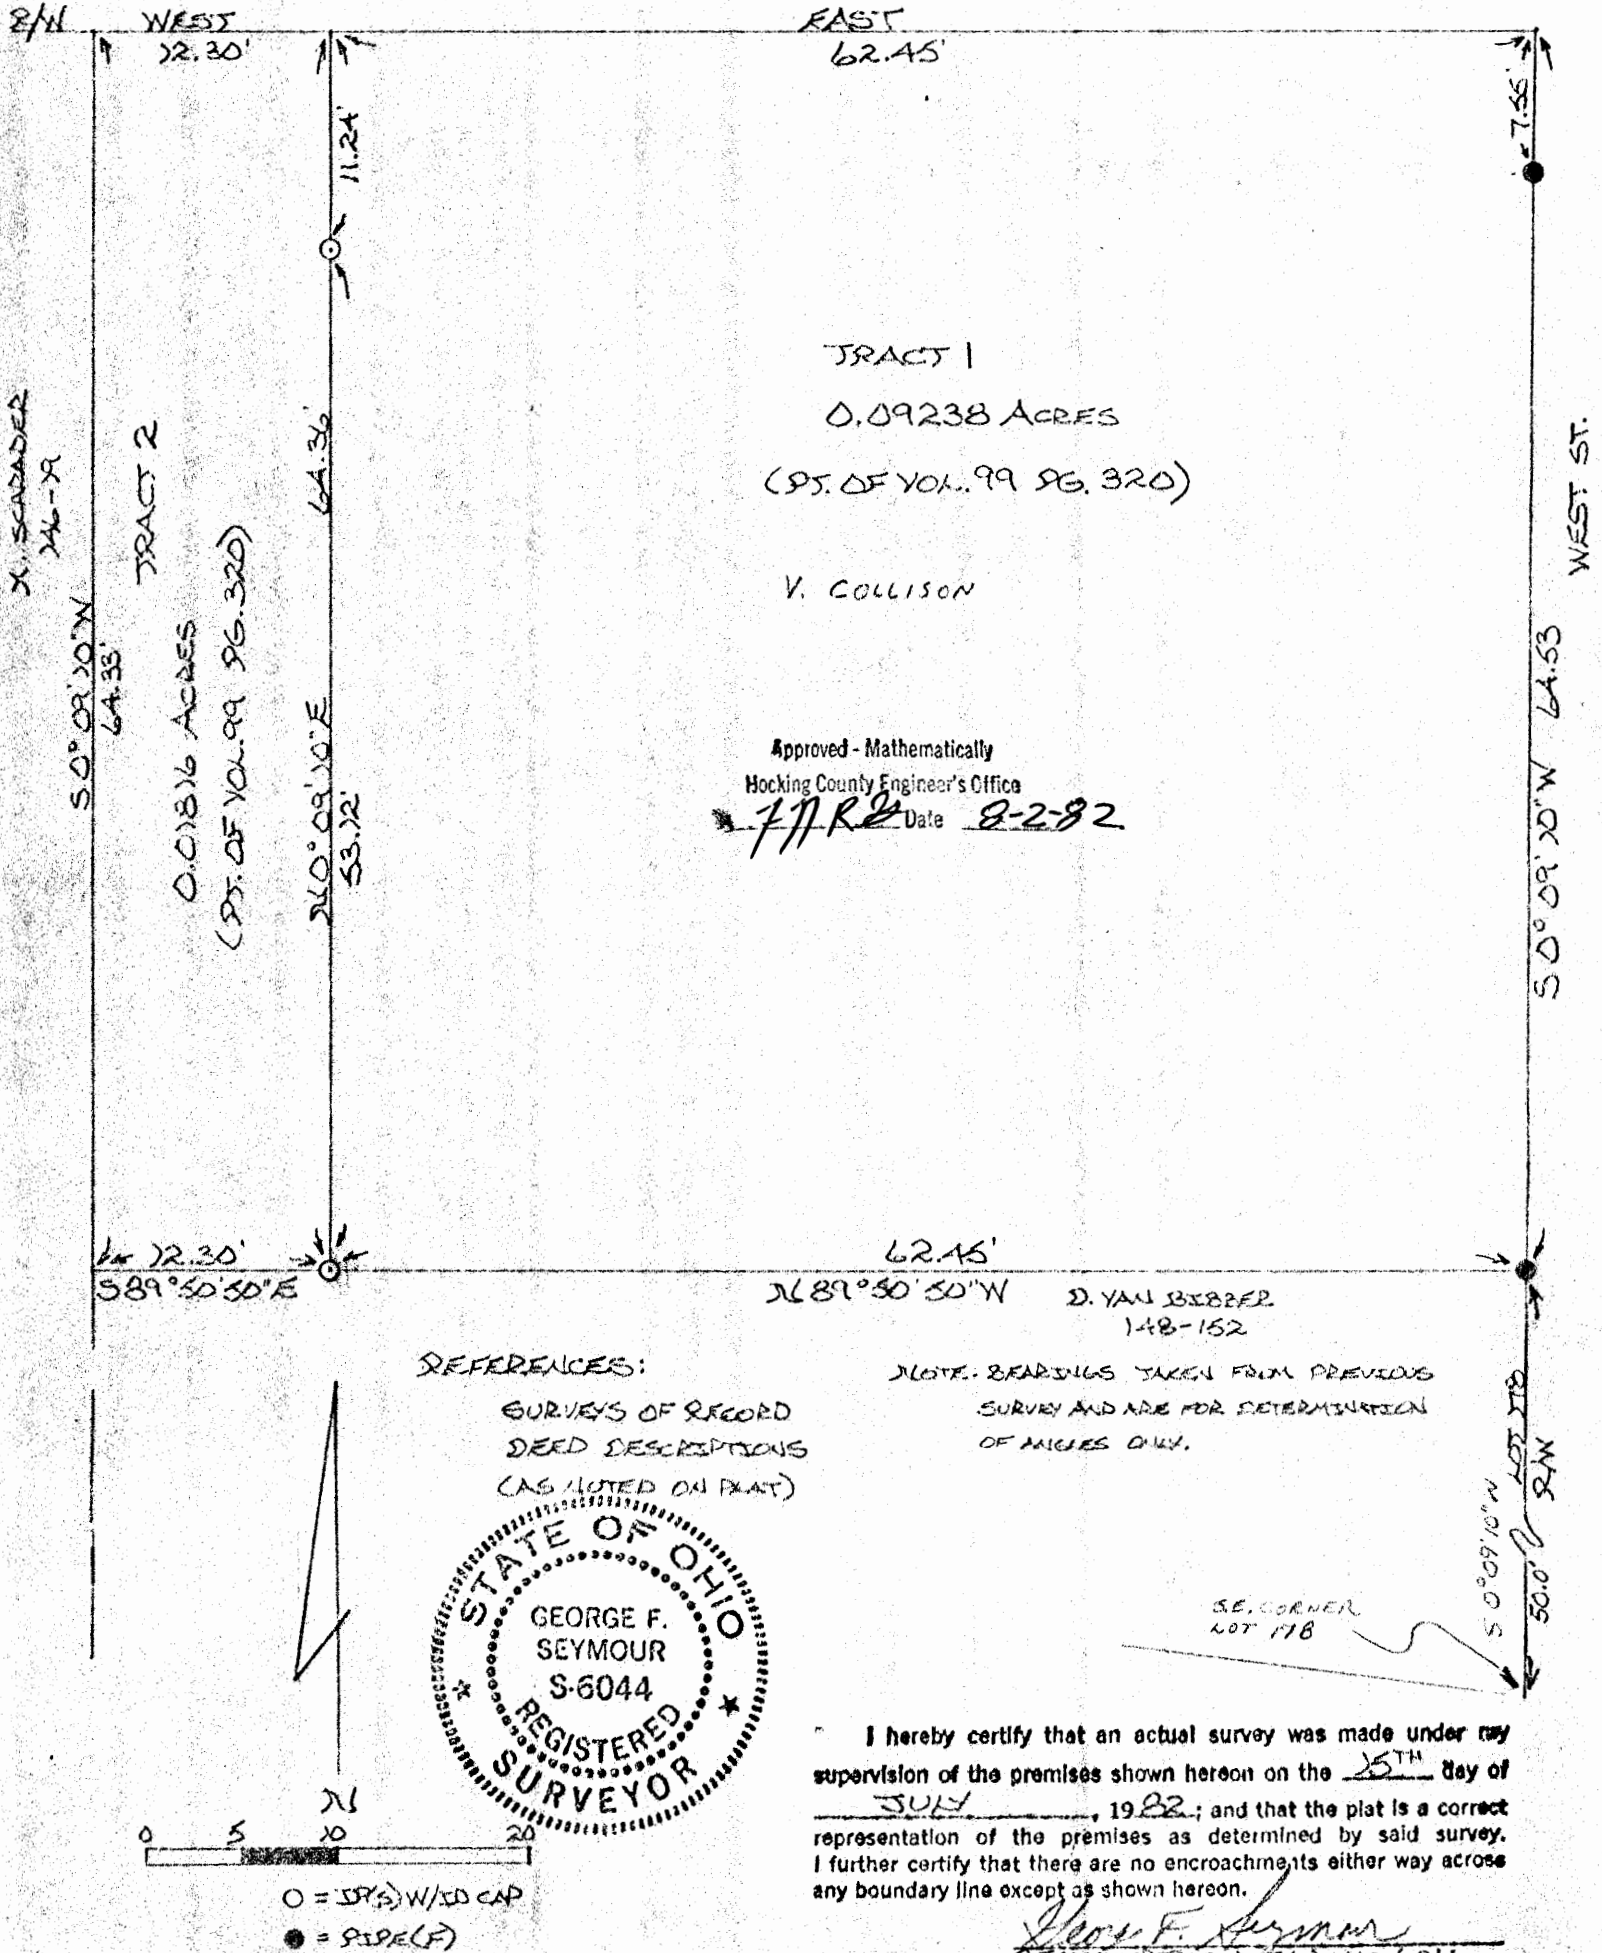 R/W
WEST
12.30'
EAST
62.45'
11.24'
7.55'
TRACT 1
0.09238 ACRES
(PT. OF VOL. 99 PG. 320)
V. COLLISON
SCHRADER
TRACT 2
0.01816 ACRES
(PT. OF VOL. 99 PG. 320)
S 0° 09' 10" W
64.33'
64.36'
N 0° 09' 10" E
53.12'
WEST ST.
S 0° 09' 10" W 64.53
Approved - Mathematically
Hocking County Engineer's Office
Date 8-2-82
12.30'
S 89° 50' 50" E
62.45'
N 89° 50' 50" W
D. VAN BIBBER
148-152
REFERENCES:
SURVEYS OF RECORD
DEED DESCRIPTIONS
(AS NOTED ON PLAT)
NOTE: BEARINGS TAKEN FROM PREVIOUS
SURVEY AND ARE FOR DETERMINATION
OF ANGLES ONLY.
LOT 178
R/W
S 0° 09' 10" W
50.0'
S.E. CORNER
LOT 178
STATE OF OHIO
GEORGE F.
SEYMOUR
S-6044
REGISTERED
SURVEYOR
N
0 5 10 20
O = IP(S) W/ID CAP
● = PIPE(F)
I hereby certify that an actual survey was made under my
supervision of the premises shown hereon on the 15TH day of
JULY, 1982; and that the plat is a correct
representation of the premises as determined by said survey.
I further certify that there are no encroachments either way across
any boundary line except as shown hereon.
George F. Seymour